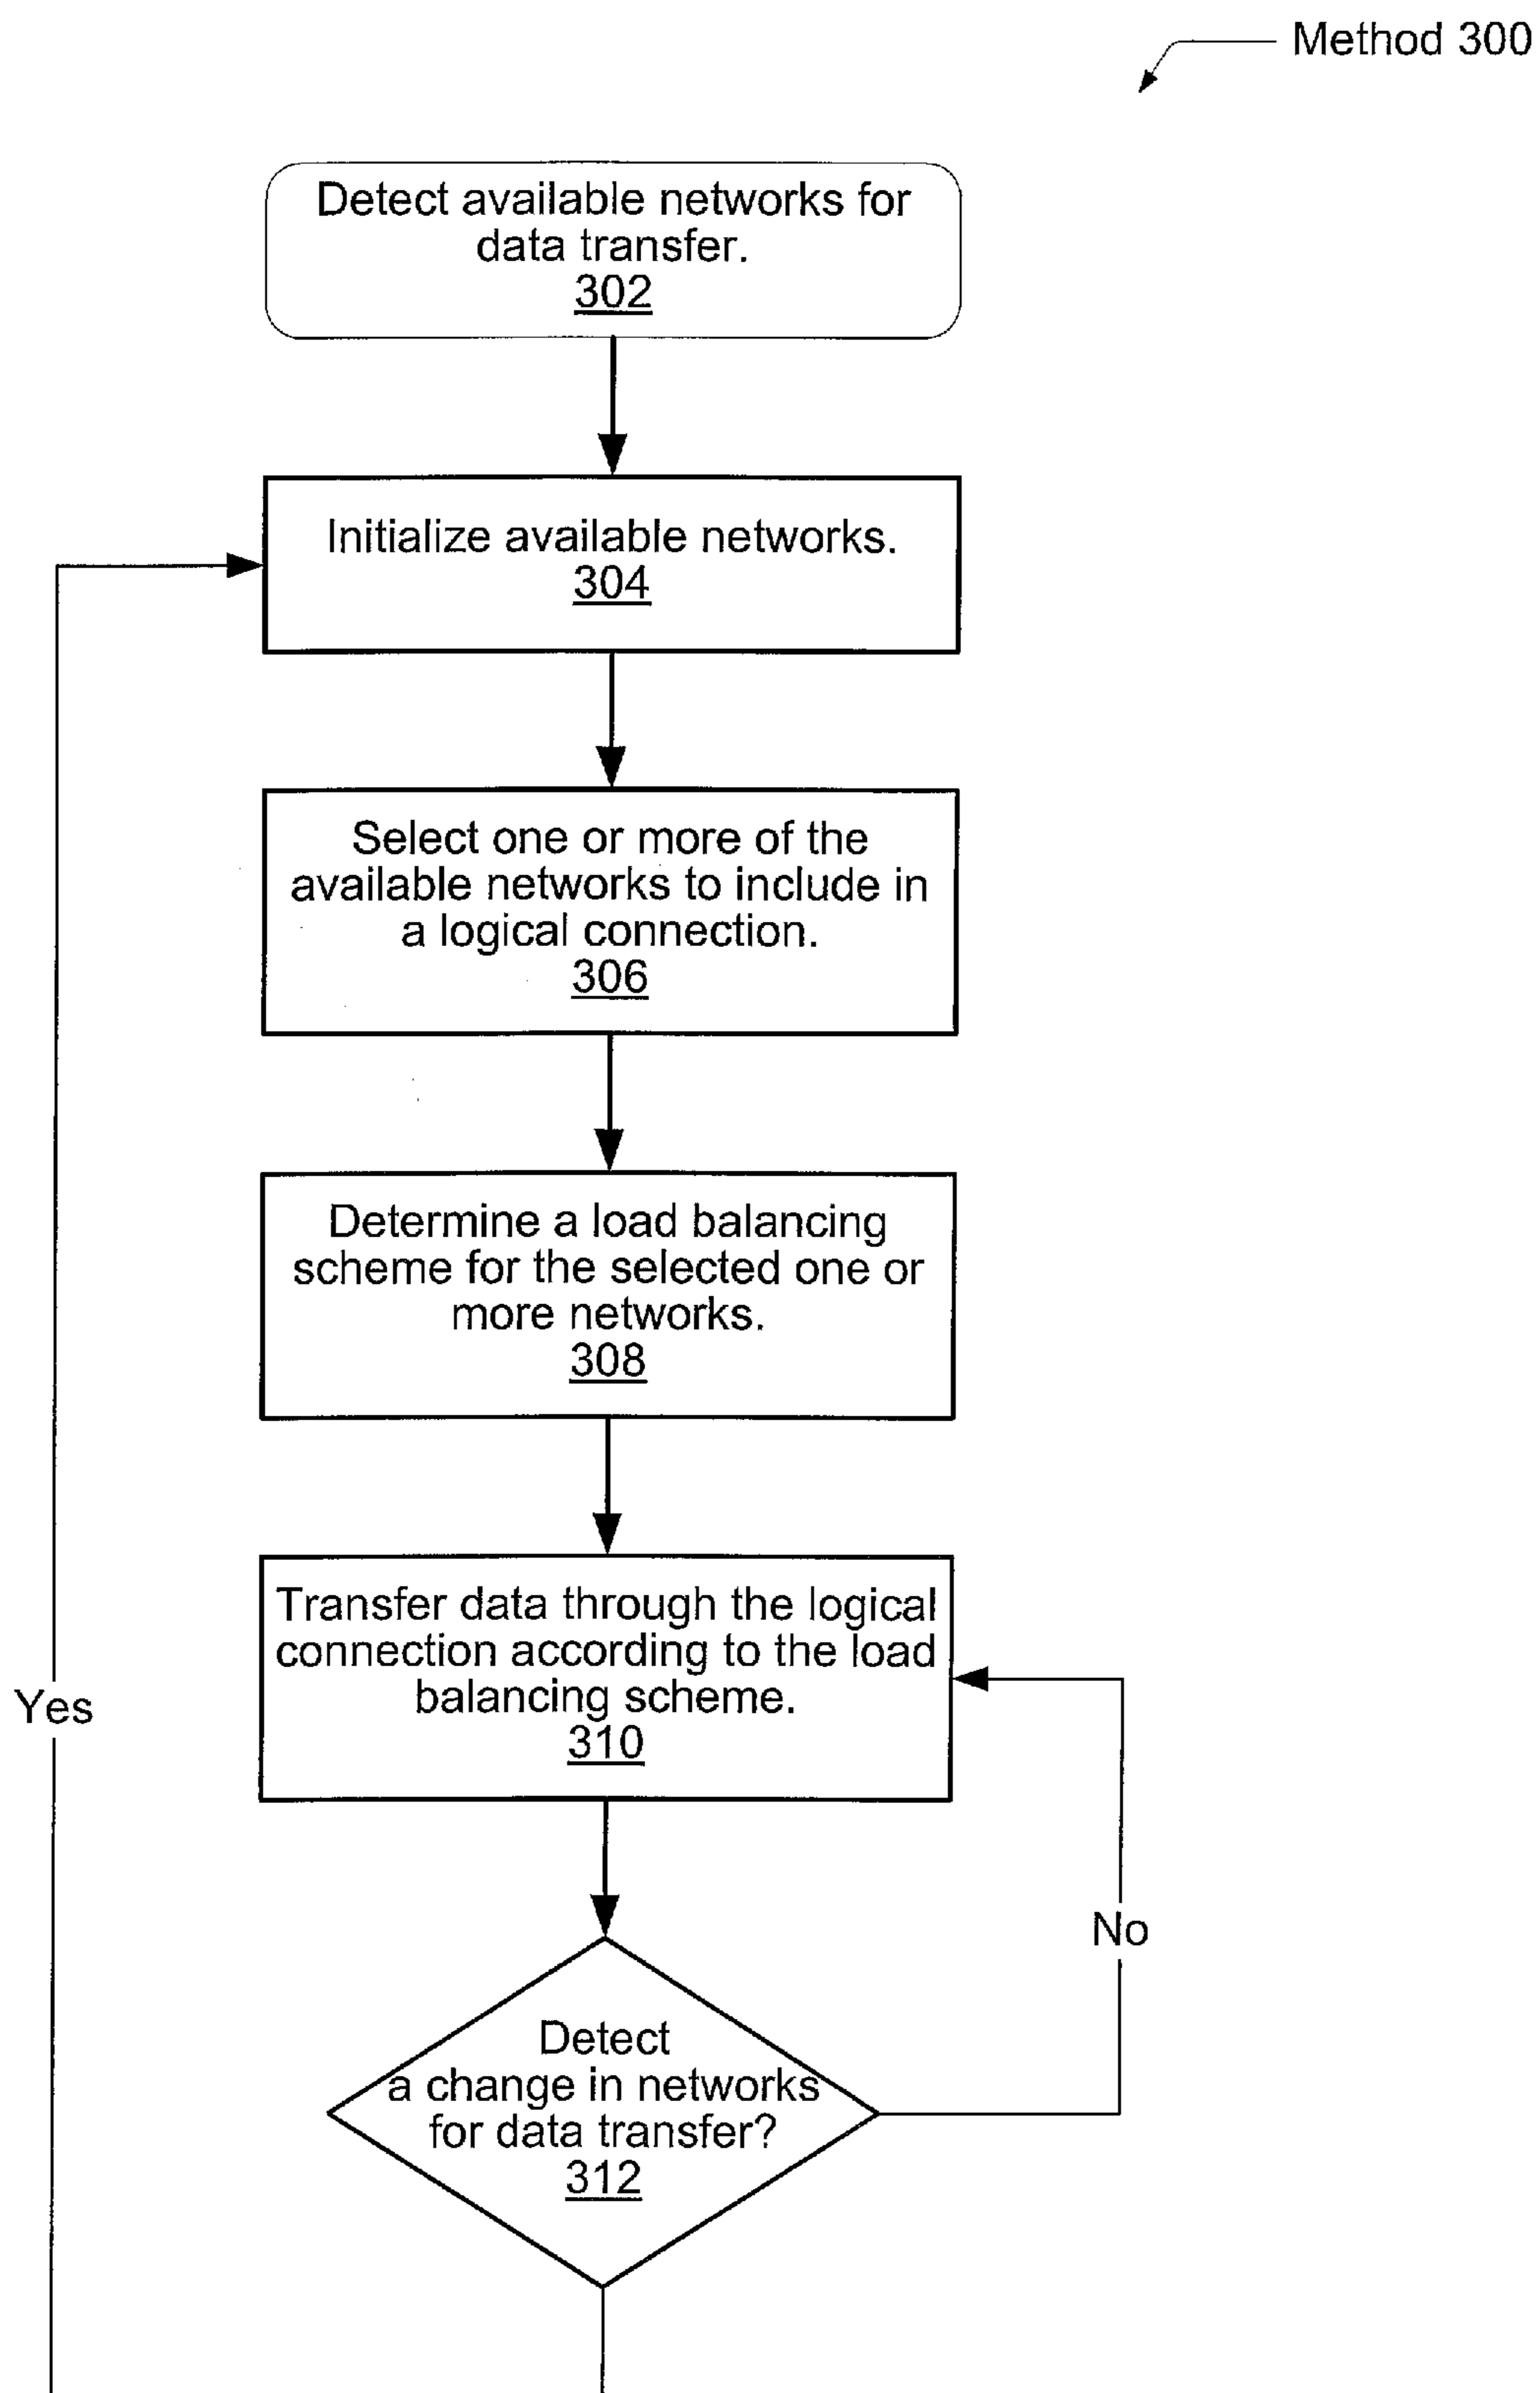 Method 300
Detect available networks for
data transfer.
302
Initialize available networks.
304
Select one or more of the
available networks to include in
a logical connection.
306
Determine a load balancing
scheme for the selected one or
more networks.
308
Transfer data through the logical
connection according to the load
balancing scheme.
310
Yes
No
Detect
a change in networks
for data transfer?
312